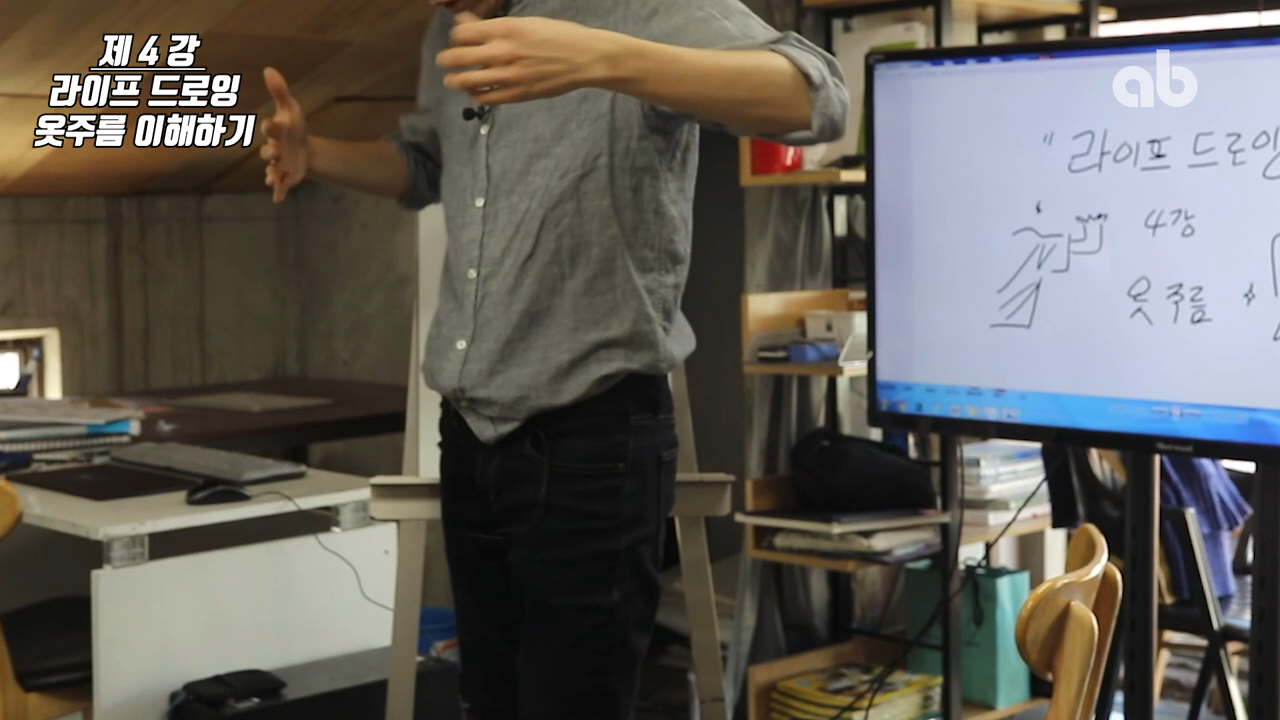 제 4 강
라이프 드로잉
옷주름 이해하기
ab
" 라이프 드로잉
4강
옷 주름